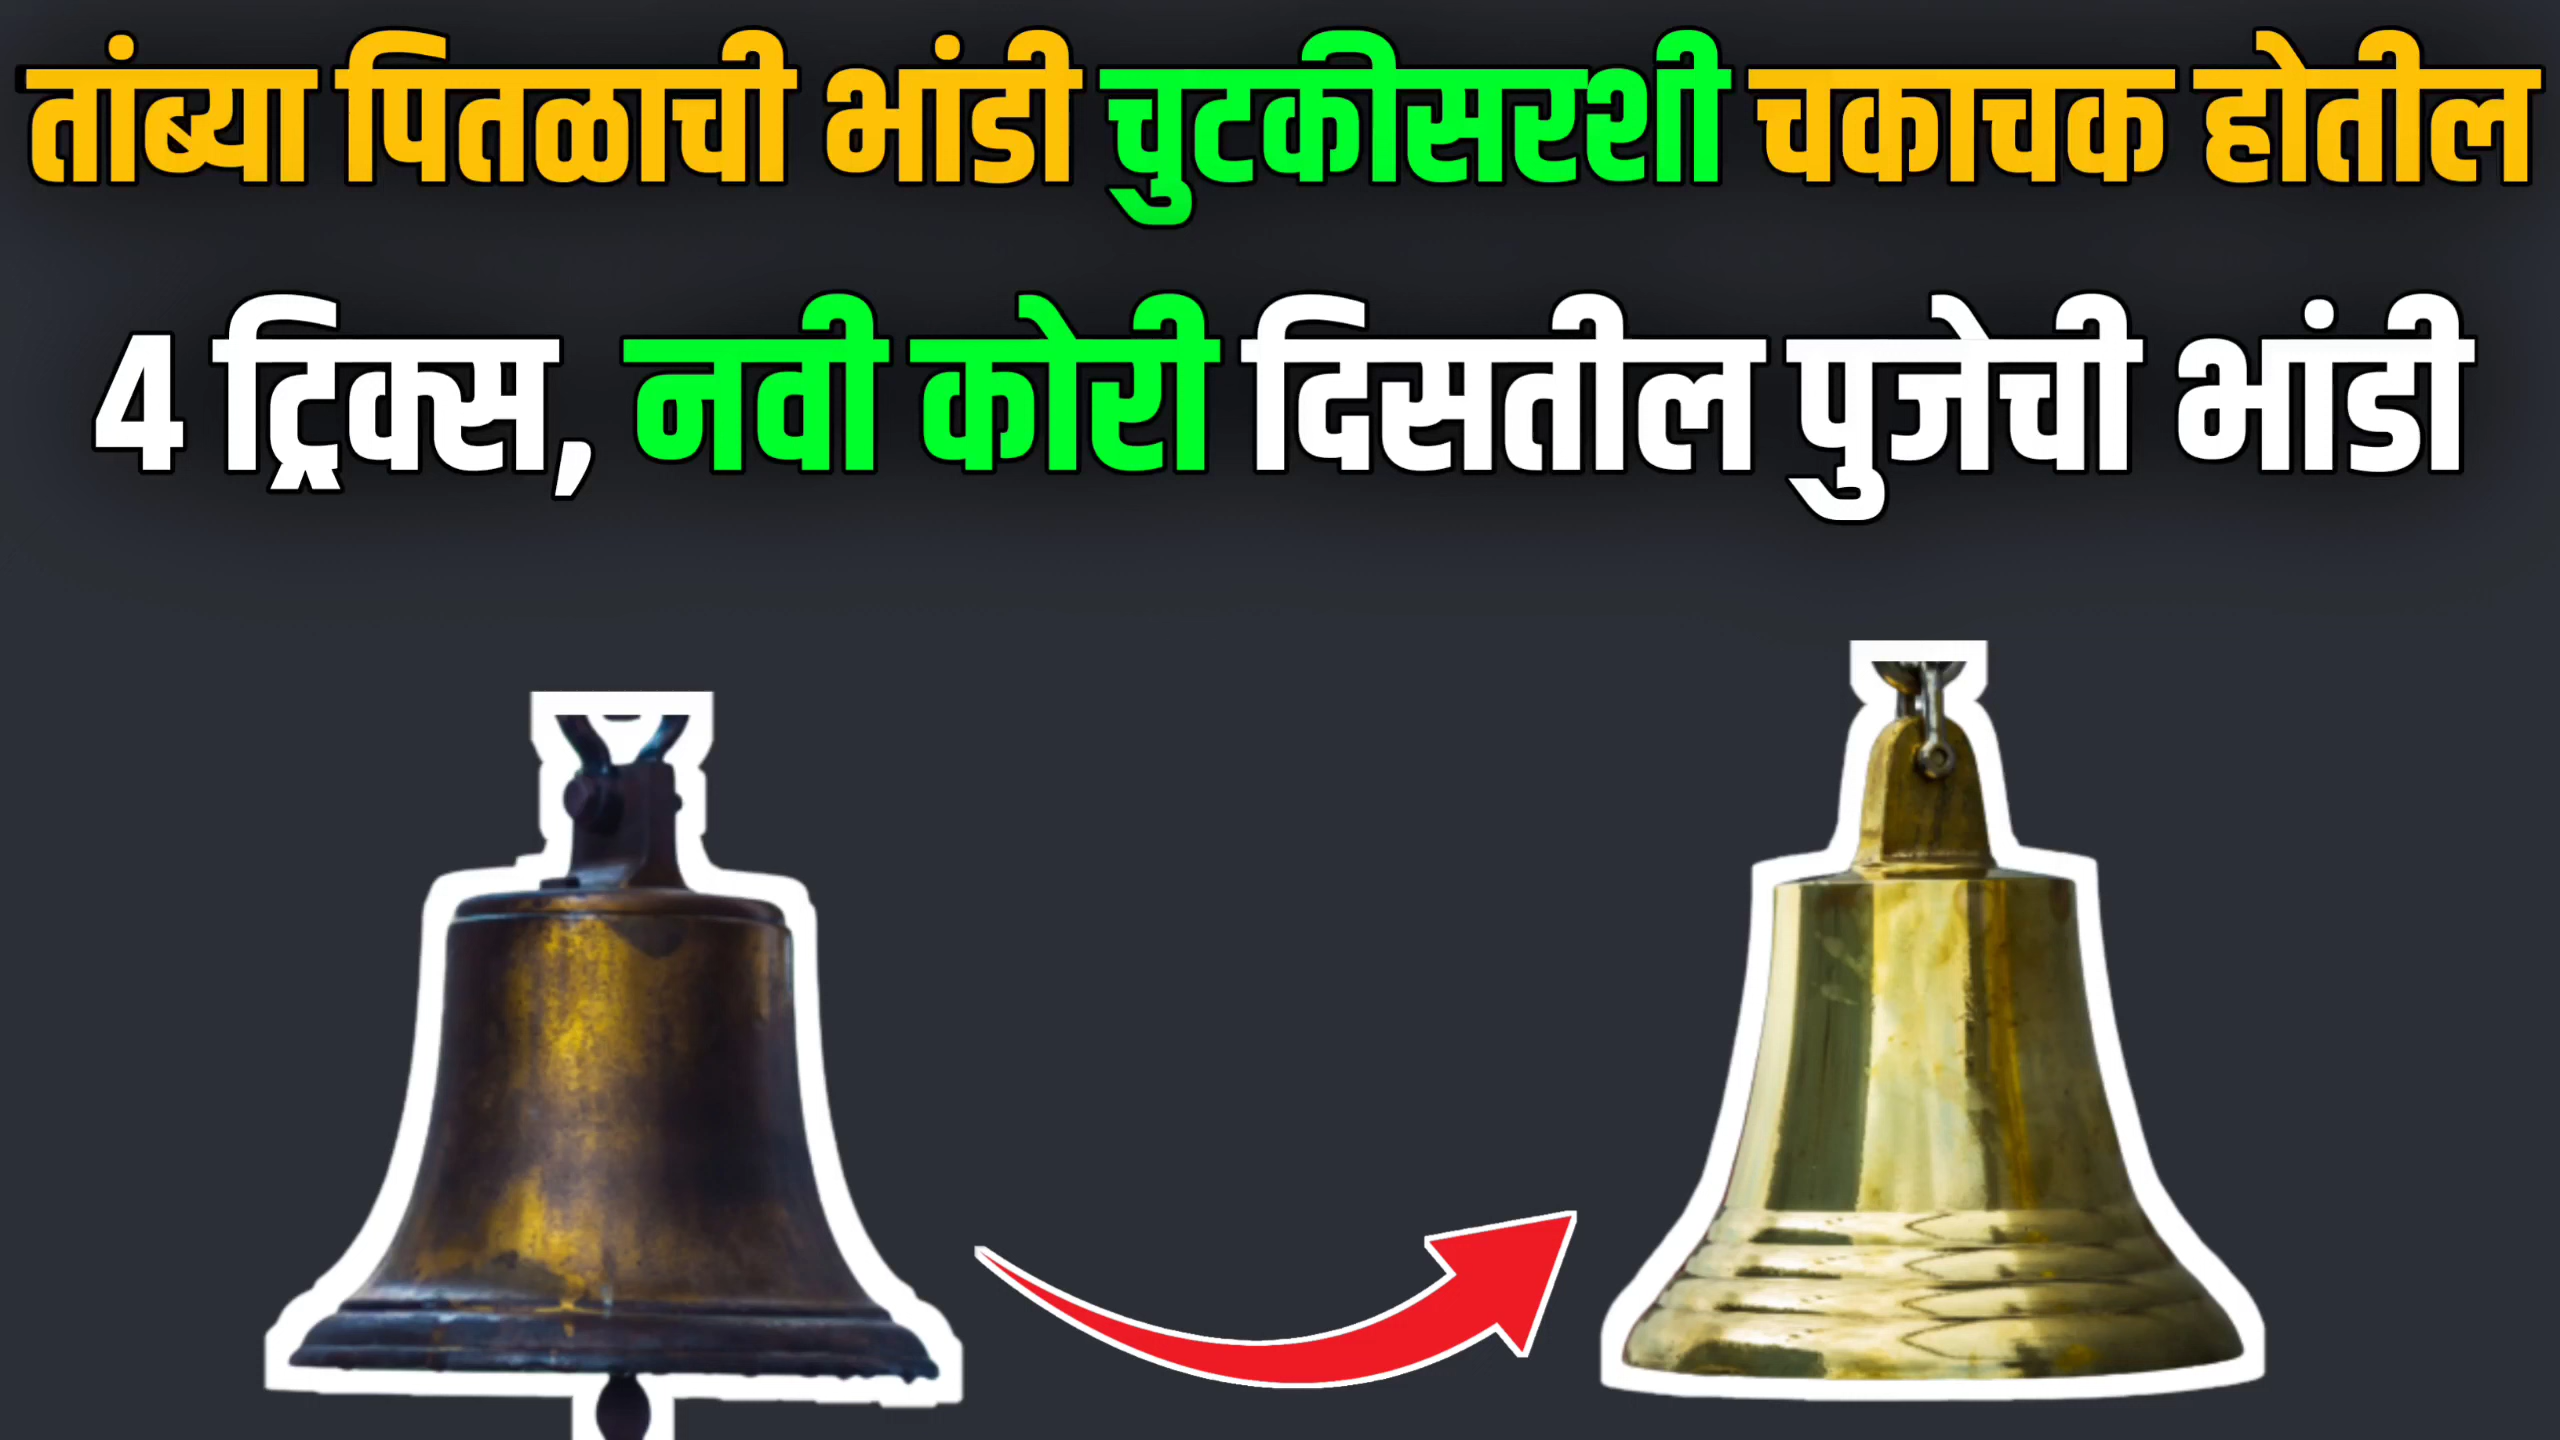 तांब्या पितळाची भांडी चुटकीसरशी चकाचक होतील
4 ट्रिक्स, नवी कोरी दिसतील पुजेची भांडी